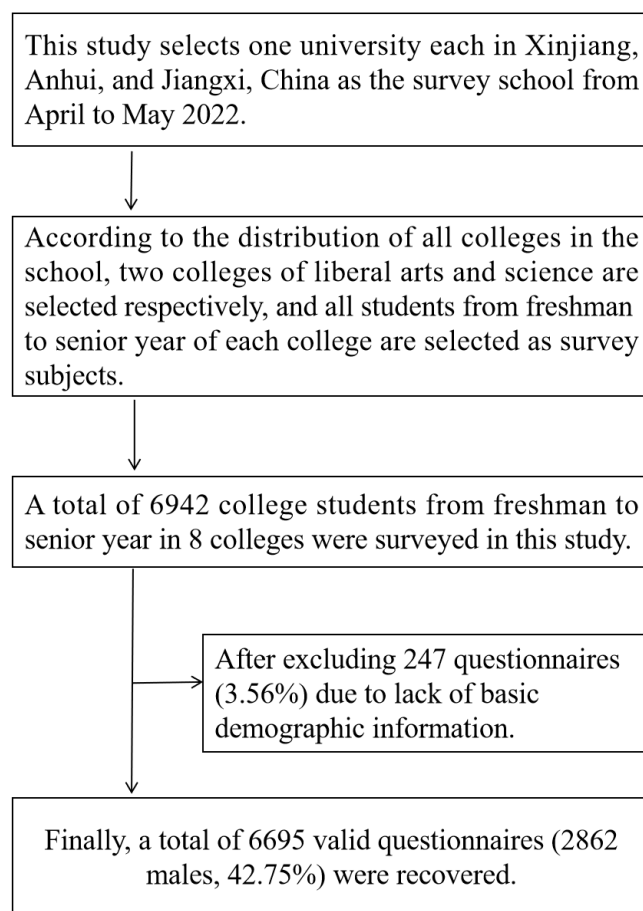 This study selects one university each in Xinjiang,
Anhui, and Jiangxi, China as the survey school from
April to May 2022.
According to the distribution of all colleges in the
school, two colleges of liberal arts and science are
selected respectively, and all students from freshman
to senior year of each college are selected as survey
subjects.
A total of 6942 college students from freshman to
senior year in 8 colleges were surveyed in this study.
After excluding 247 questionnaires
(3.56%) due to lack of basic
demographic information.
Finally, a total of 6695 valid questionnaires (2862
males, 42.75%) were recovered.